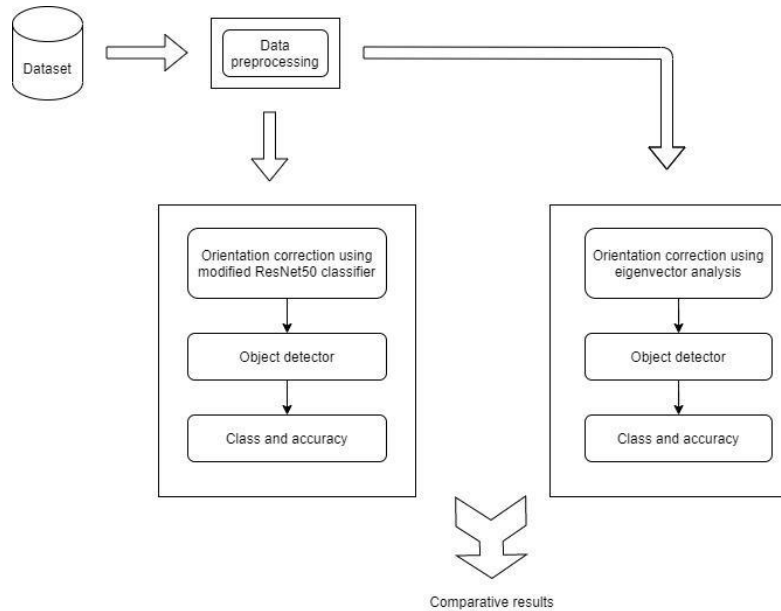 Dataset
Data
preprocessing
Orientation correction using
modified ResNet50 classifier
Object detector
Class and accuracy
Orientation correction using
eigenvector analysis
Object detector
Class and accuracy
Comparative results